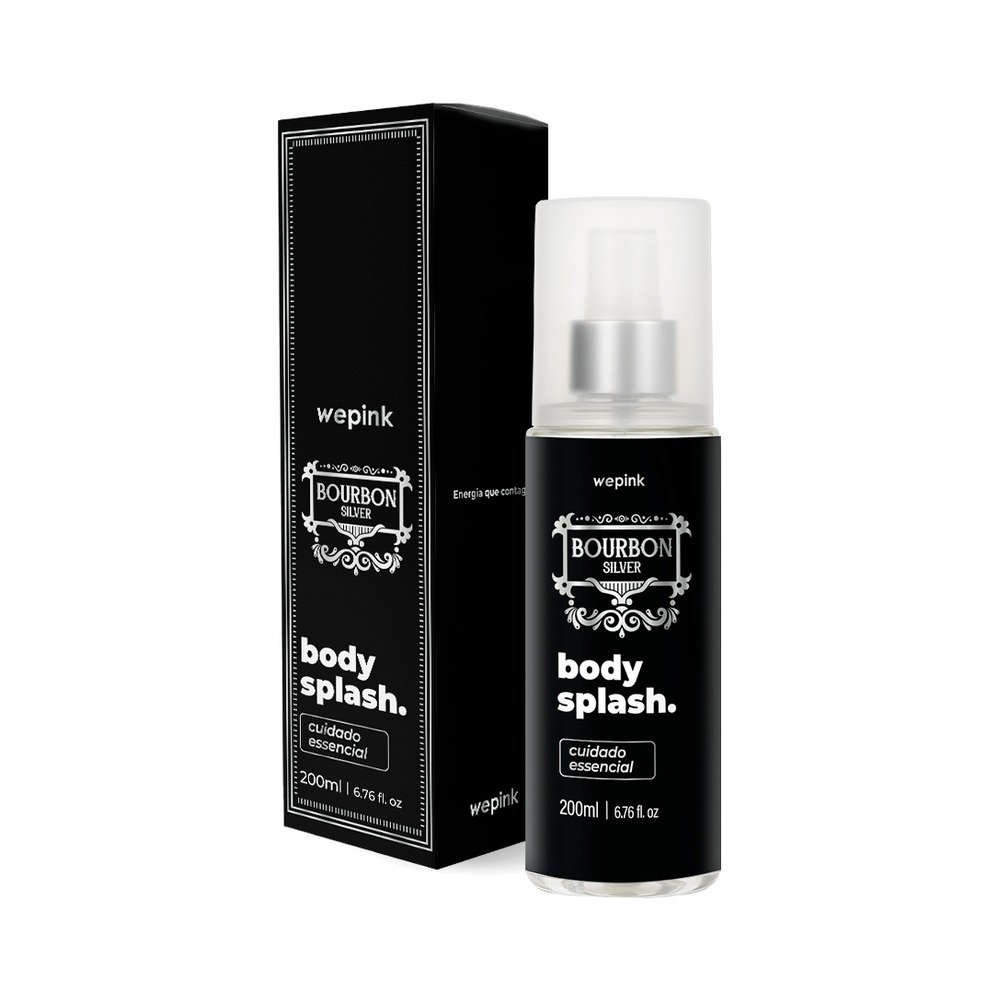 wepink
BOURBON
SILVER
body
splash.
cuidado
essencial
200ml | 6.76 fl. oz
Energia que
wepink
wepink
BOURBON
SILVER
body
splash.
cuidado
essencial
200ml | 6.76 fl. oz